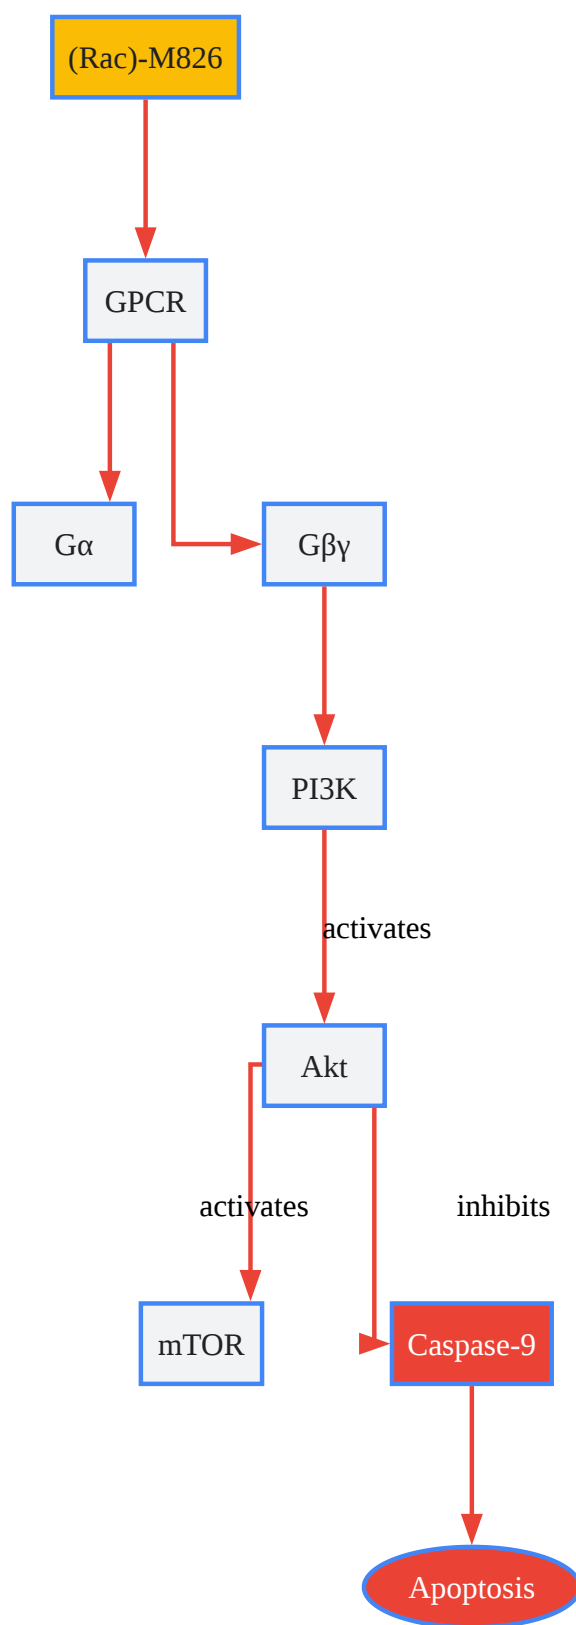 (Rac)-M826
GPCR
Gα
Gβγ
PI3K
activates
Akt
activates
inhibits
mTOR
Caspase-9
Apoptosis